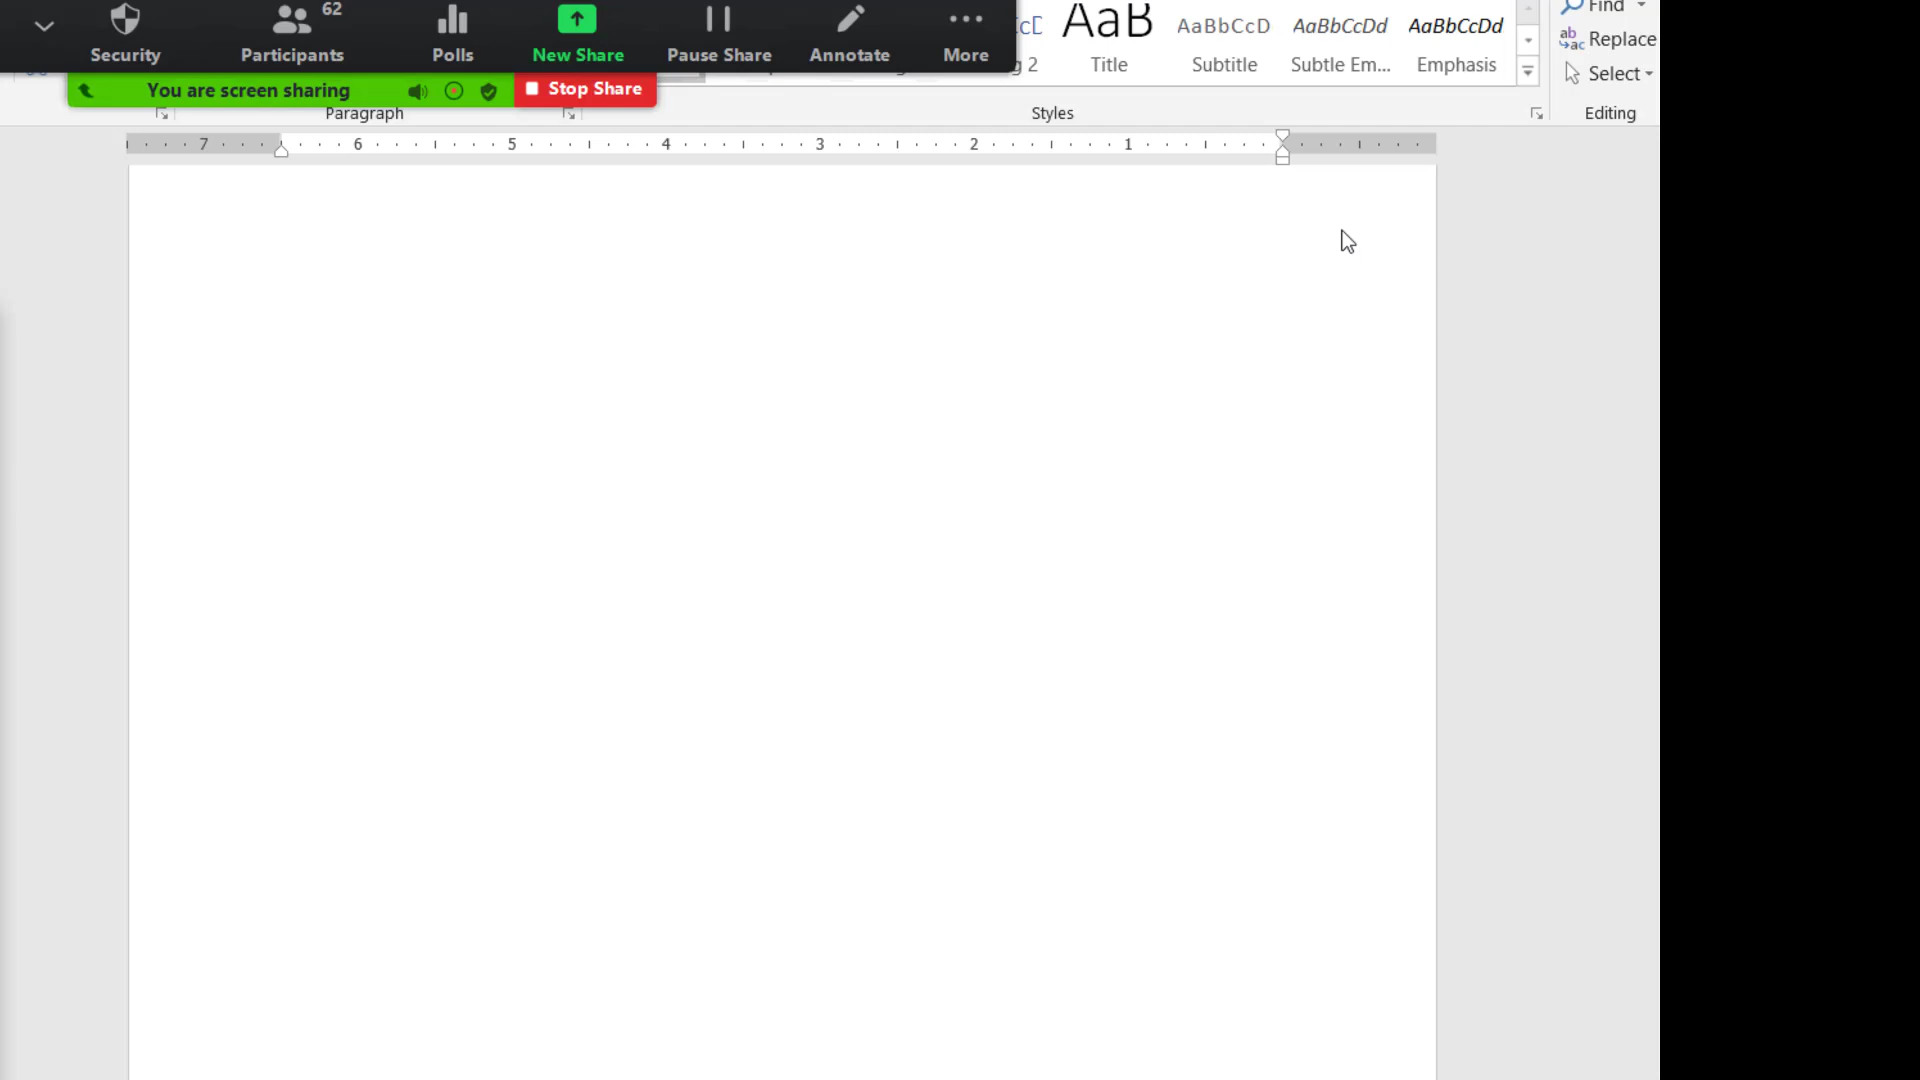 62
Security Participants Polls New Share Pause Share Annotate More
AaB AaBbCcD AaBbCcDd AaBbCcDd
Title Subtitle Subtle Em... Emphasis
Find
Replace
Select
You are screen sharing Stop Share
Paragraph Styles Editing
7 6 5 4 3 2 1